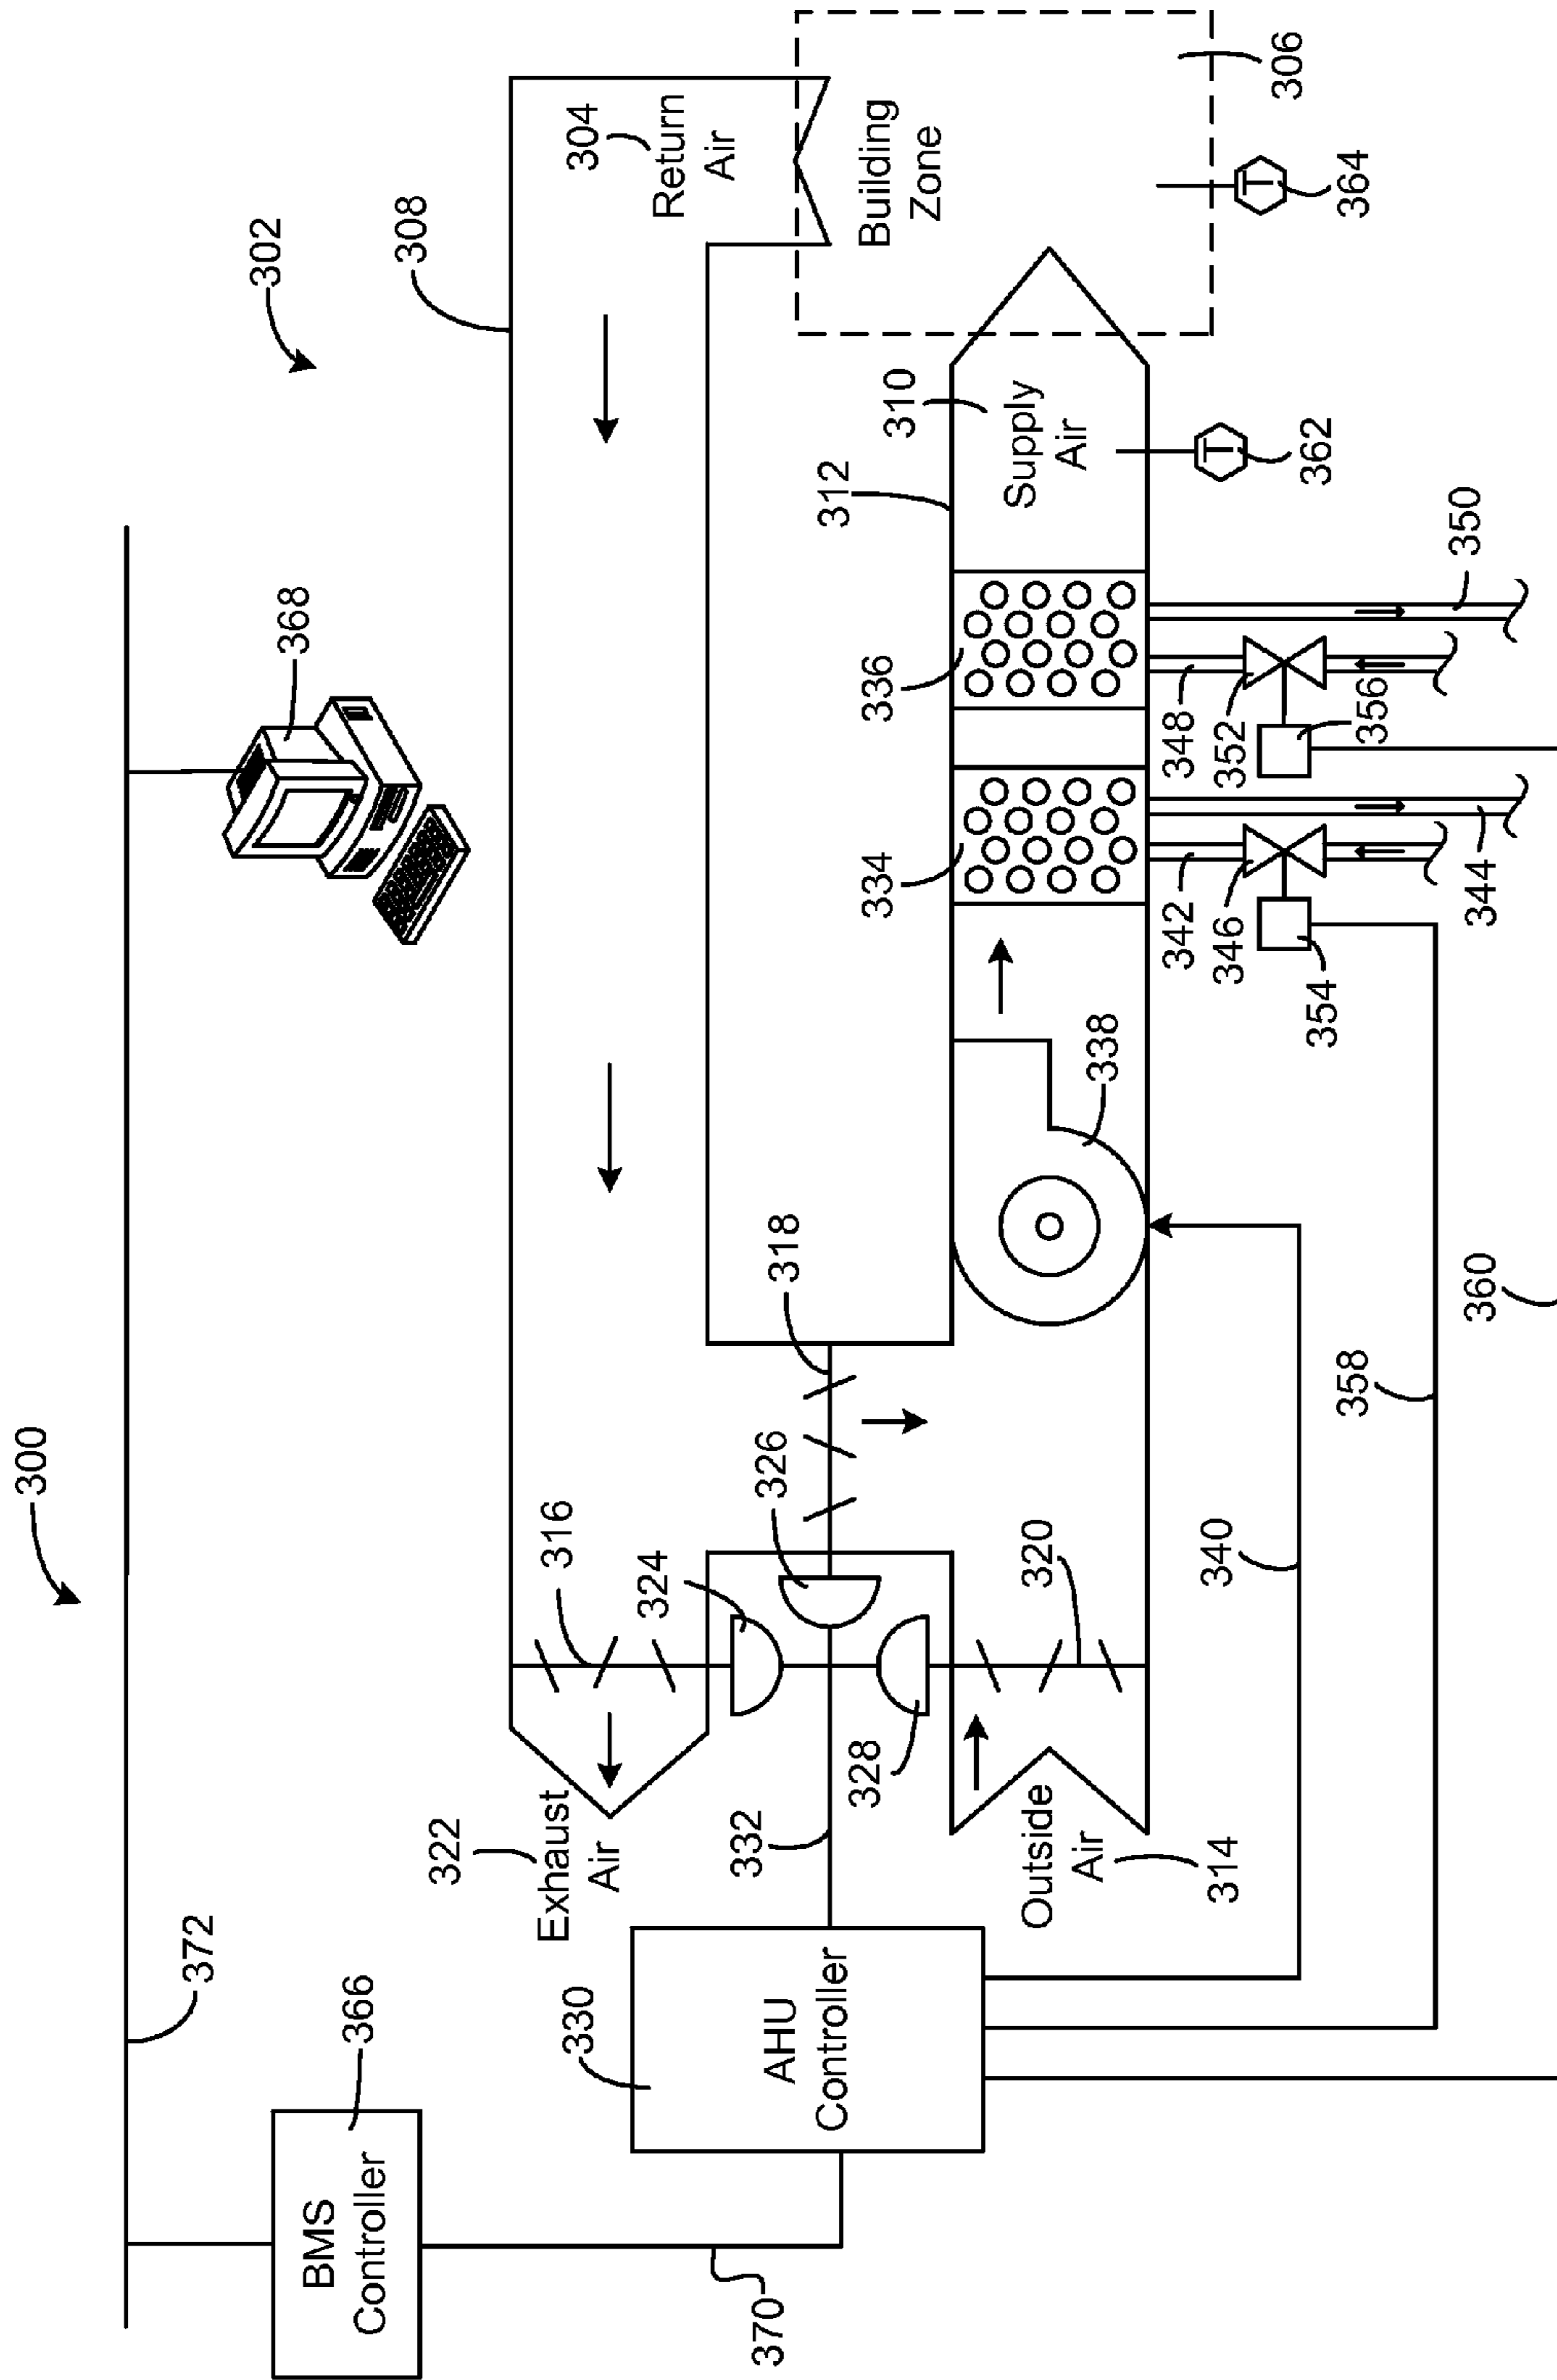 300
372
BMS
Controller
366
368
302
308
304
Return
Air
322
Exhaust
Air
316
324
318
326
330
AHU
Controller
332
328
Outside
Air
314
320
340
338
334
336
312
310
Supply
Air
Building
Zone
306
364
T
362
T
342
346
354
344
348
352
356
350
358
360
370